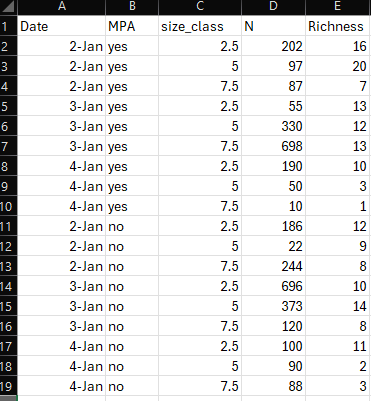 A B C D E
1 Date MPA size_class N Richness
2 2-Jan yes 2.5 202 16
3 2-Jan yes 5 97 20
4 2-Jan yes 7.5 87 7
5 3-Jan yes 2.5 55 13
6 3-Jan yes 5 330 12
7 3-Jan yes 7.5 698 13
8 4-Jan yes 2.5 190 10
9 4-Jan yes 5 50 3
10 4-Jan yes 7.5 10 1
11 2-Jan no 2.5 186 12
12 2-Jan no 5 22 9
13 2-Jan no 7.5 244 8
14 3-Jan no 2.5 696 10
15 3-Jan no 5 373 14
16 3-Jan no 7.5 120 8
17 4-Jan no 2.5 100 11
18 4-Jan no 5 90 2
19 4-Jan no 7.5 88 3